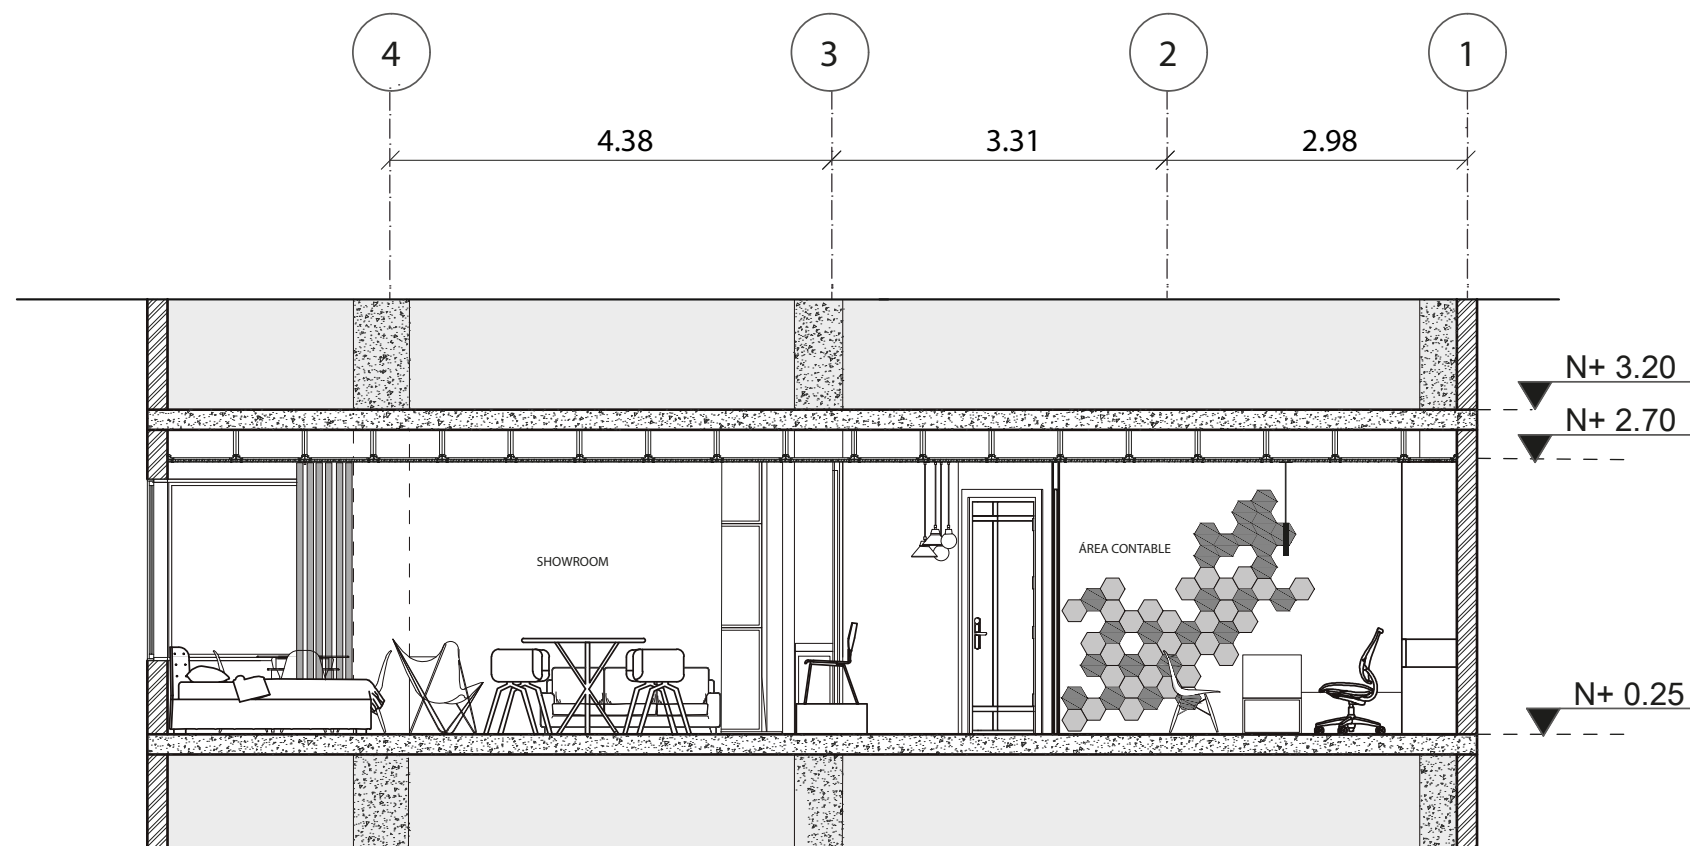 4 3 2 1
4.38 3.31 2.98
N+ 3.20
N+ 2.70
SHOWROOM
ÁREA CONTABLE
N+ 0.25